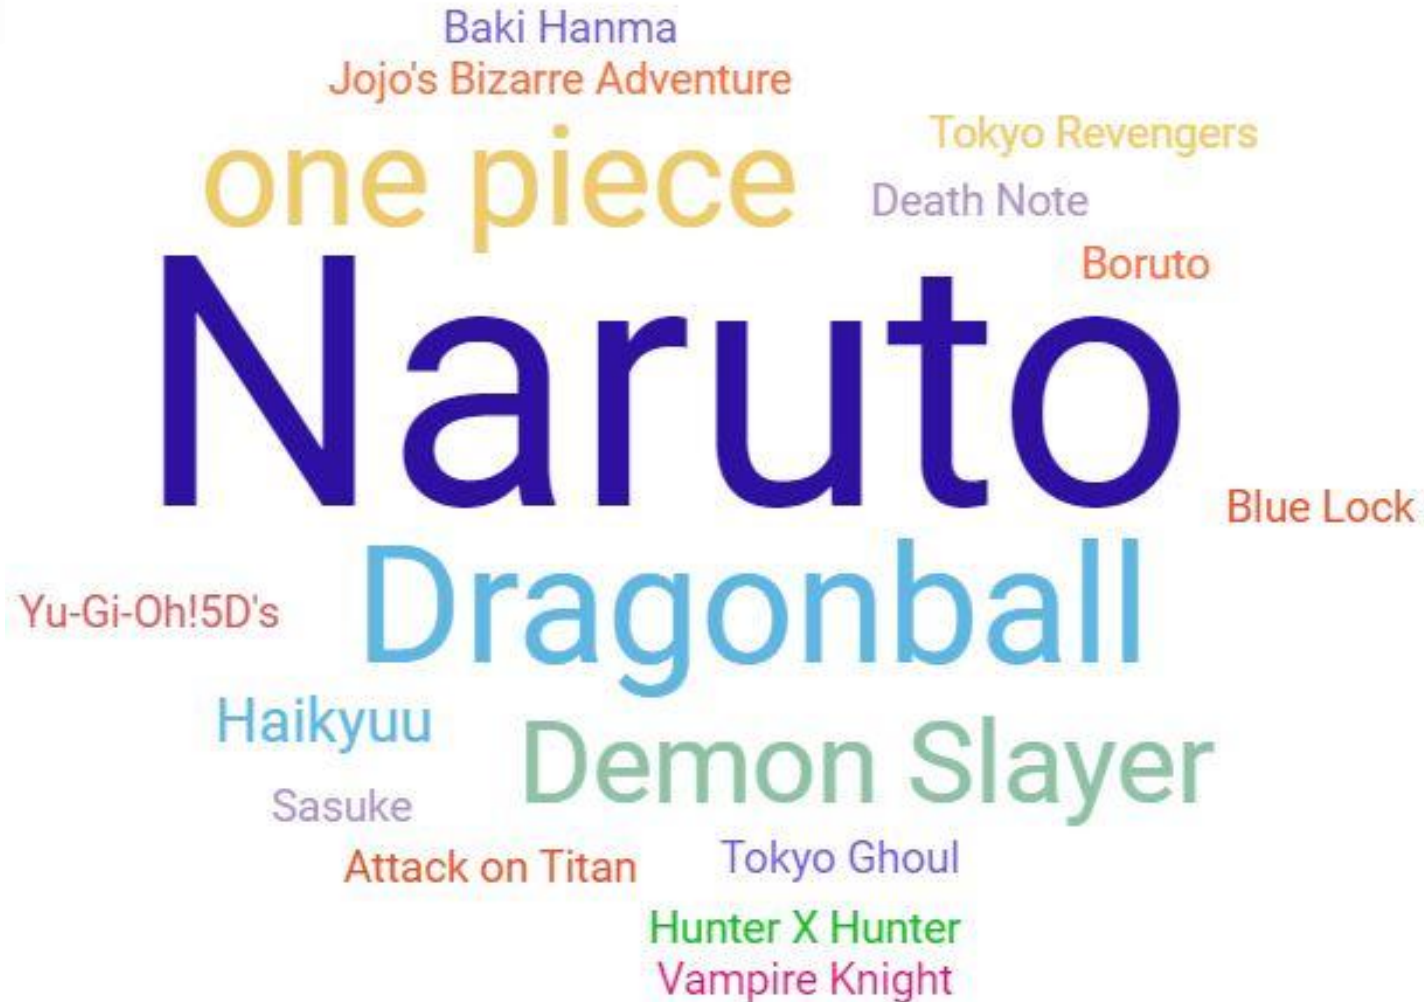 Baki Hanma
Jojo's Bizarre Adventure
Tokyo Revengers
one piece
Death Note
Boruto
Naruto
Blue Lock
Dragonball
Yu-Gi-Oh!5D's
Haikyuu
Demon Slayer
Sasuke
Tokyo Ghoul
Attack on Titan
Hunter X Hunter
Vampire Knight